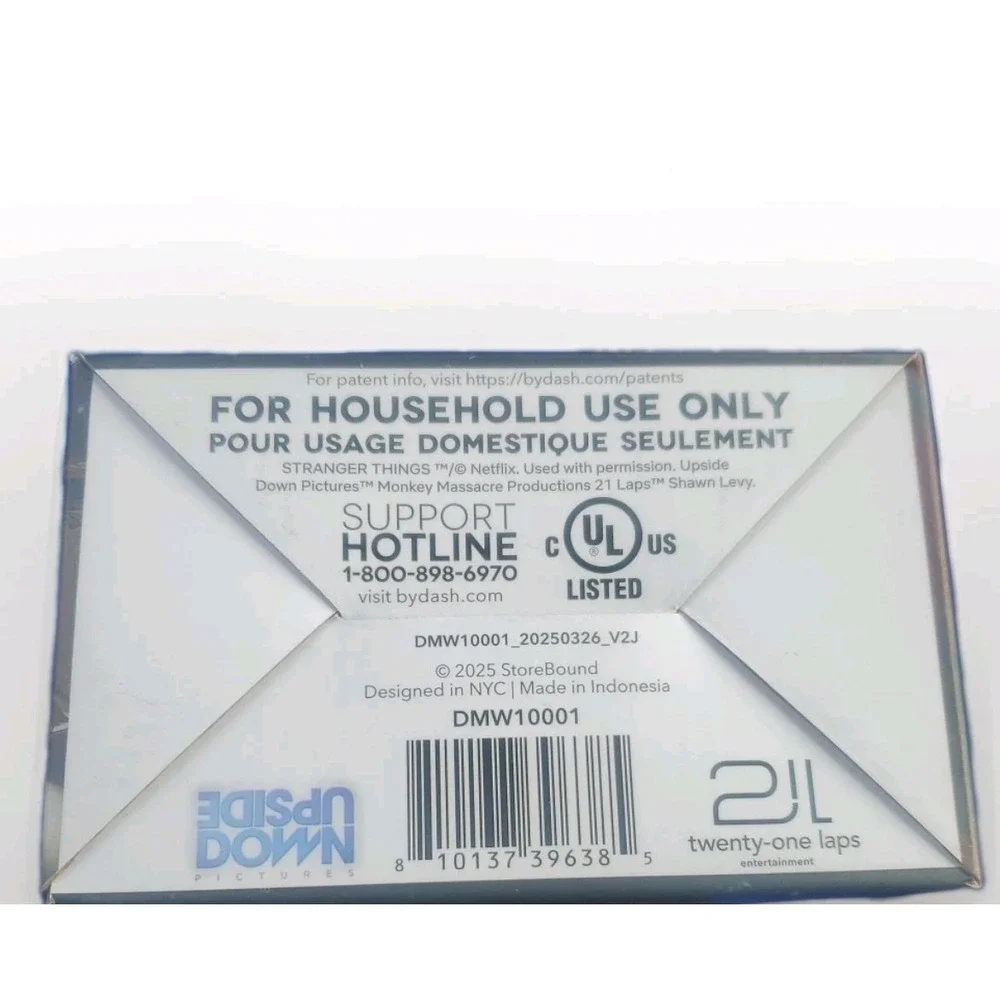 For patent info, visit https://bydash.com/patents
FOR HOUSEHOLD USE ONLY
POUR USAGE DOMESTIQUE SEULEMENT
STRANGER THINGS ™/© Netflix. Used with permission. Upside
Down Pictures™ Monkey Massacre Productions 21 Laps™ Shawn Levy.
SUPPORT
HOTLINE
1-800-898-6970
visit bydash.com
C UL® US
LISTED
DMW10001_20250326_V2J
© 2025 StoreBound
Designed in NYC | Made in Indonesia
DMW10001
8 10137 39638 5
UPSIDE
DOWN
PICTURES
21L
twenty-one laps
entertainment